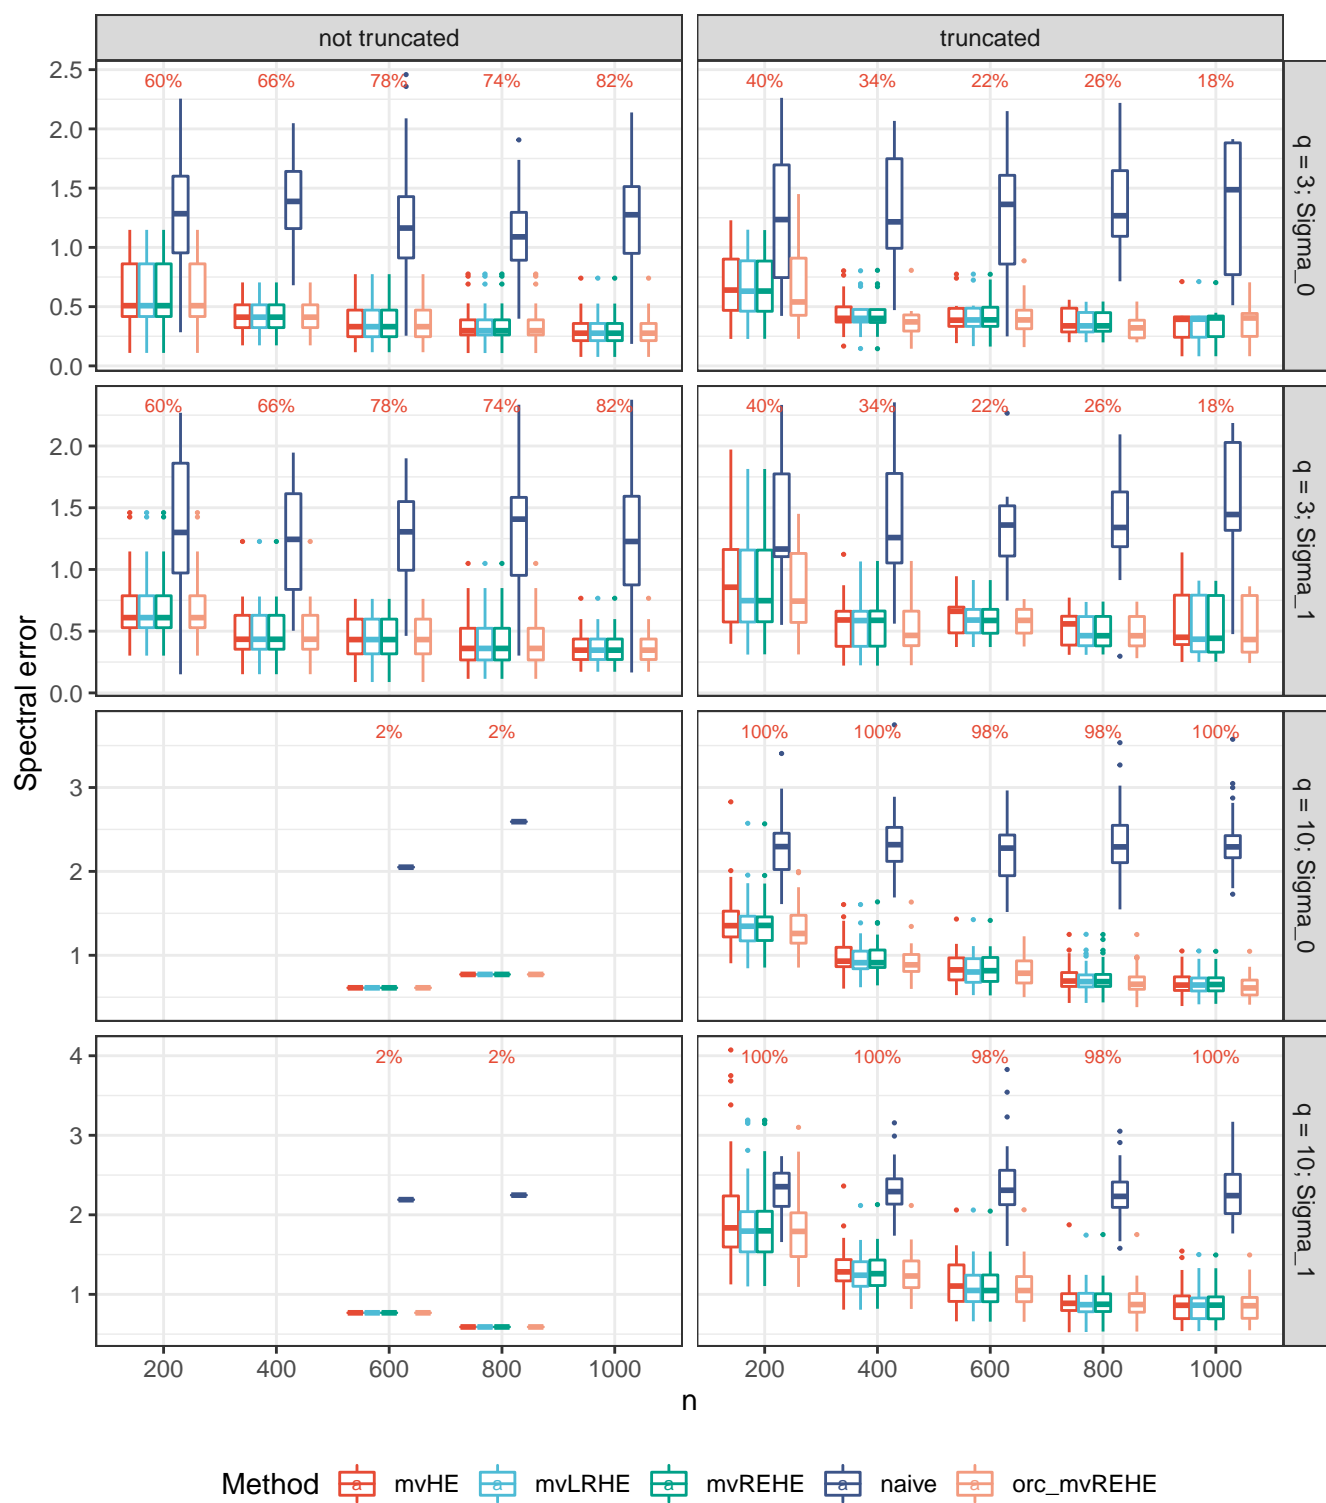 not truncated truncated
2.5 60% 66% 78% 74% 82% 40% 34% 22% 26% 18%
2.0
1.5
1.0
0.5
0.0
q = 3; Sigma_0
60% 66% 78% 74% 82% 40% 34% 22% 26% 18%
2.0
1.5
1.0
0.5
0.0
q = 3; Sigma_1
Spectral error
2% 2% 100% 100% 98% 98% 100%
3
2
1
q = 10; Sigma_0
4 2% 2% 100% 100% 98% 98% 100%
3
2
1
q = 10; Sigma_1
200 400 600 800 1000 200 400 600 800 1000
n
Method a mvHE a mvLRHE a mvREHE a naive a orc_mvREHE